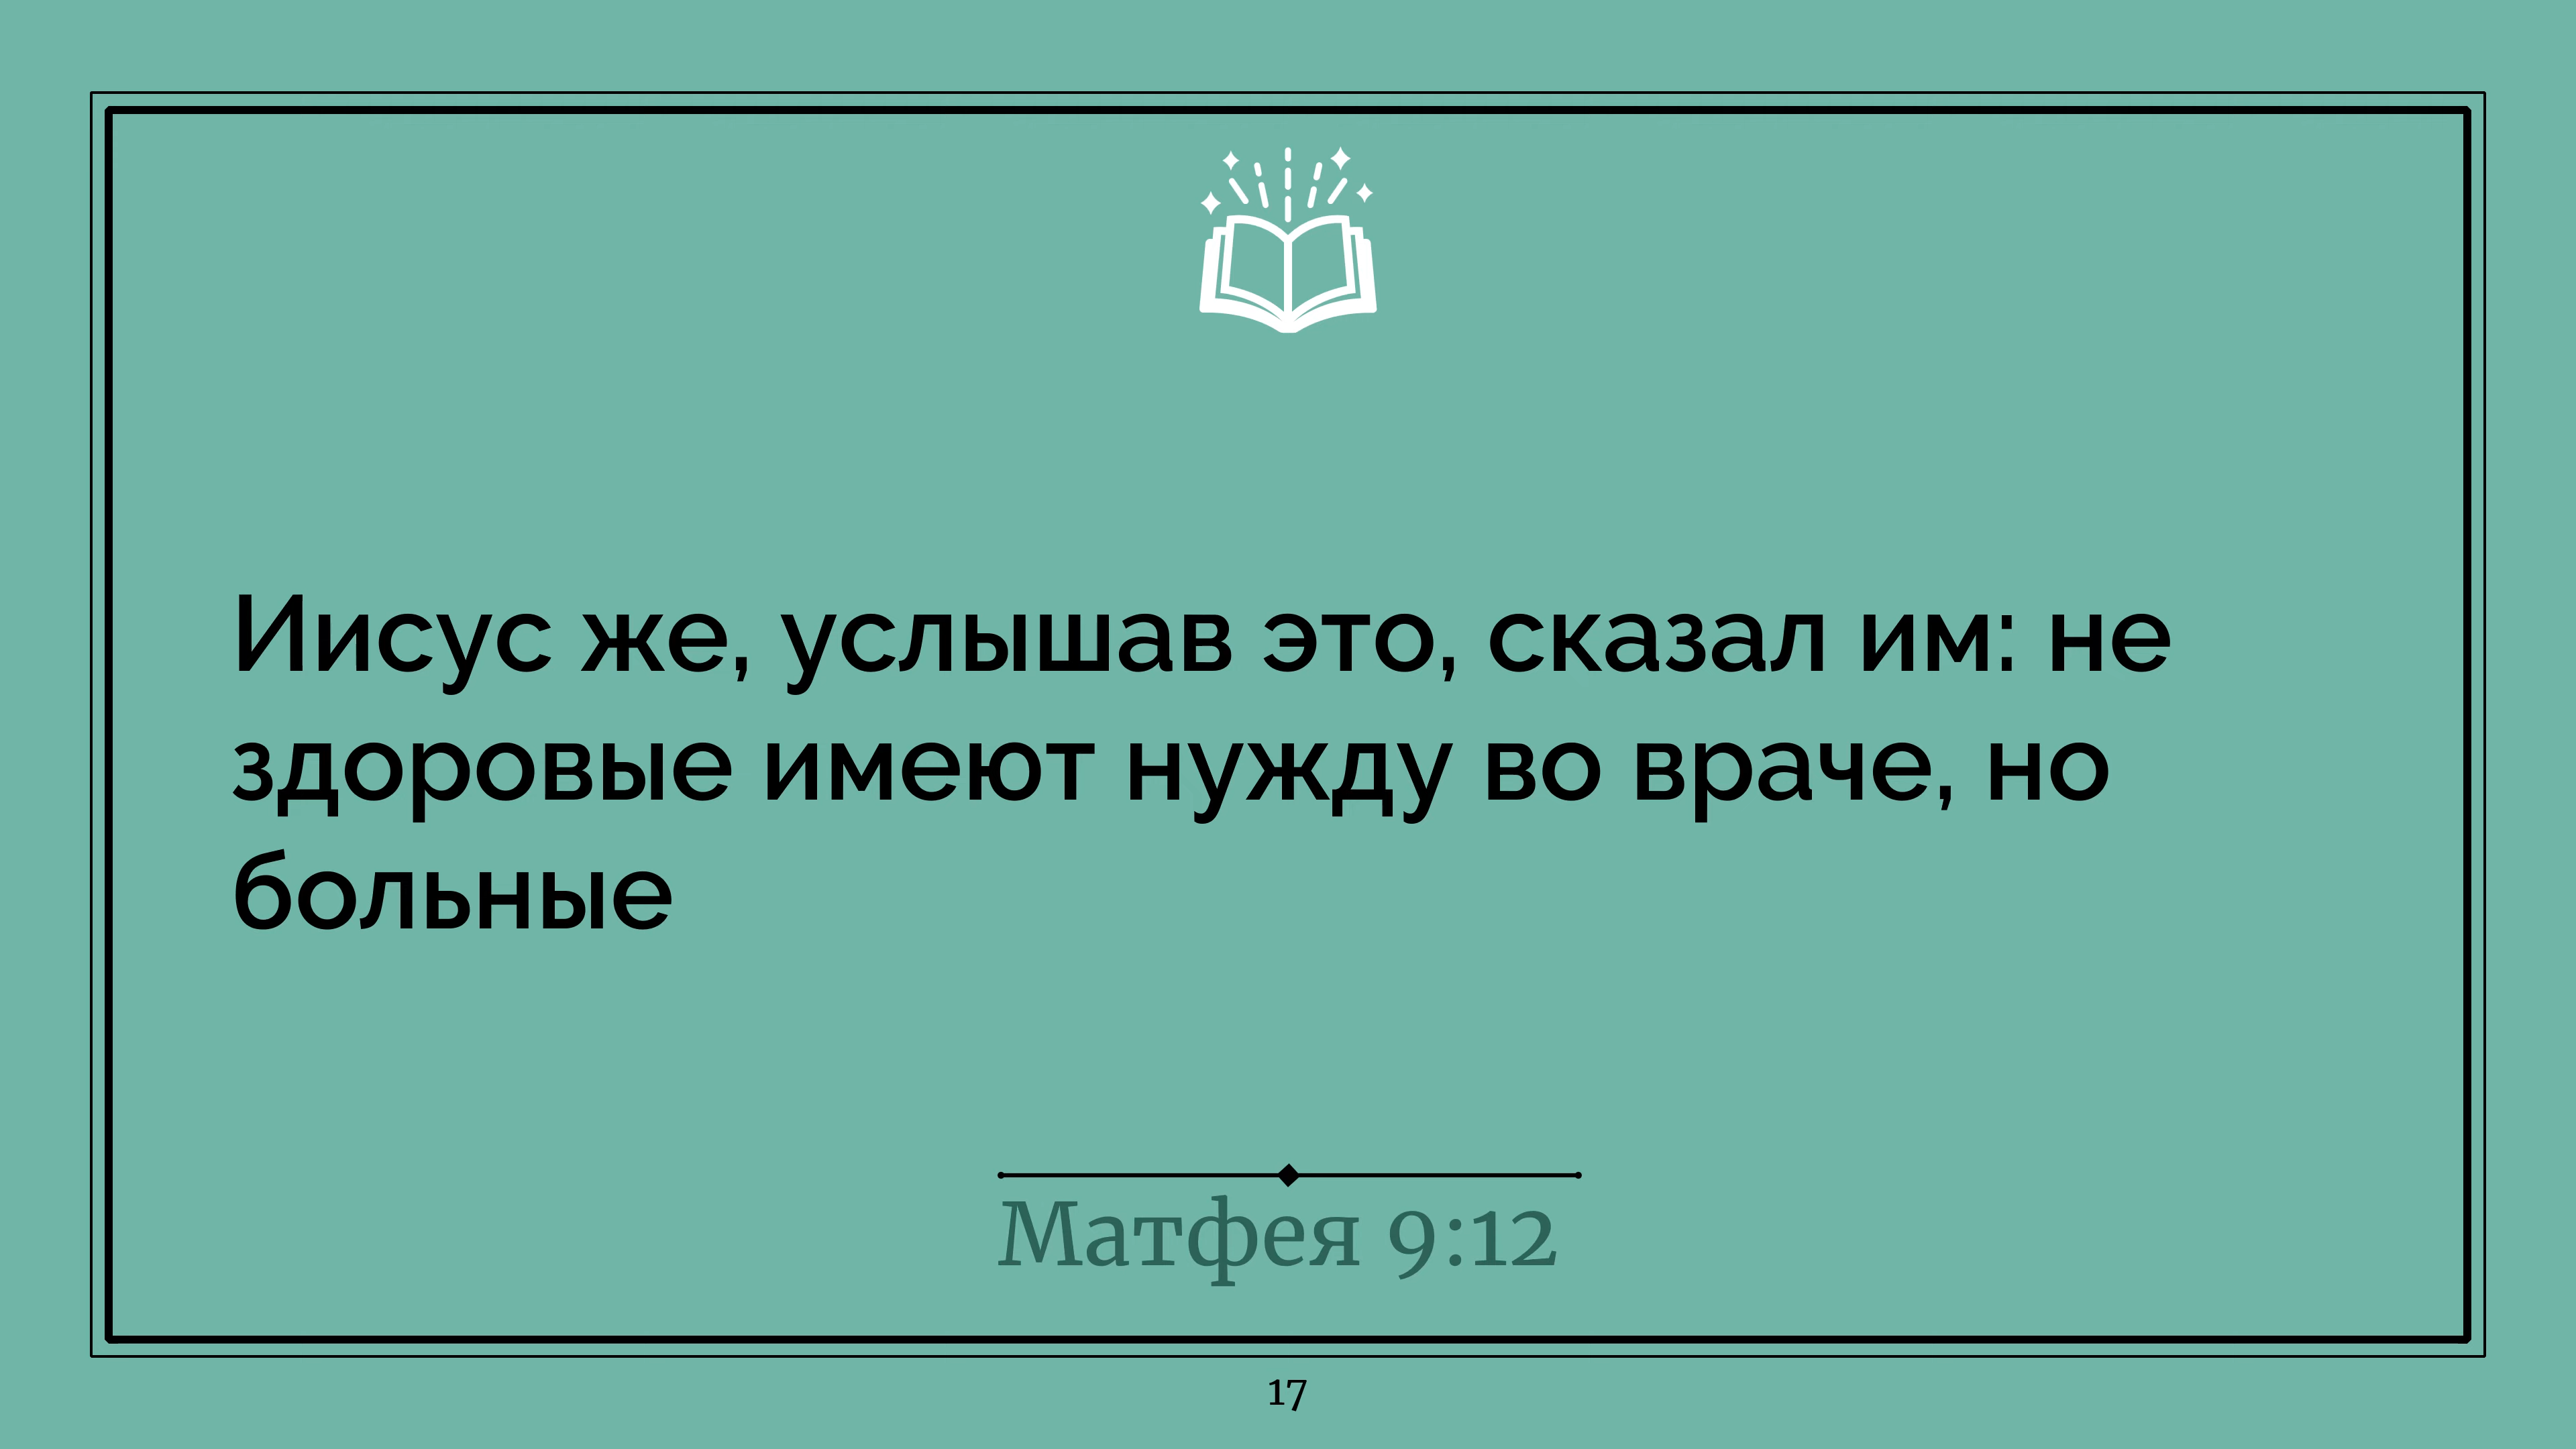 Иисус же, услышав это, сказал им: не
здоровые имеют нужду во враче, но
больные
Матфея 9:12
17